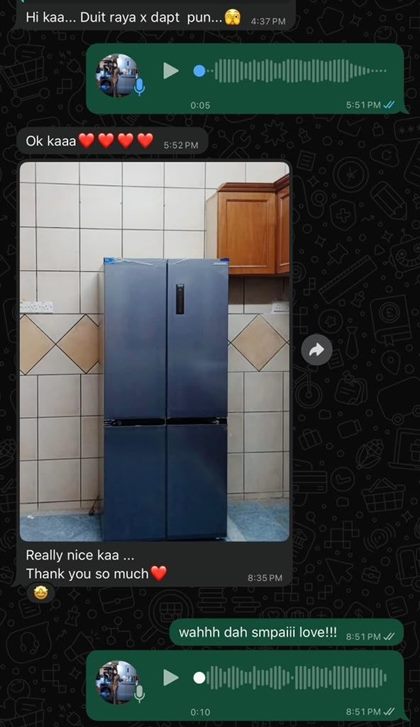 Hi kaa... Duit raya x dapt pun...🫣 4:37 PM
0:05 5:51 PM
Ok kaaa❤️❤️❤️❤️ 5:52 PM
Really nice kaa ...
Thank you so much❤️ 8:35 PM
wahhh dah smpaiii love!!! 8:51 PM
0:10 8:51 PM